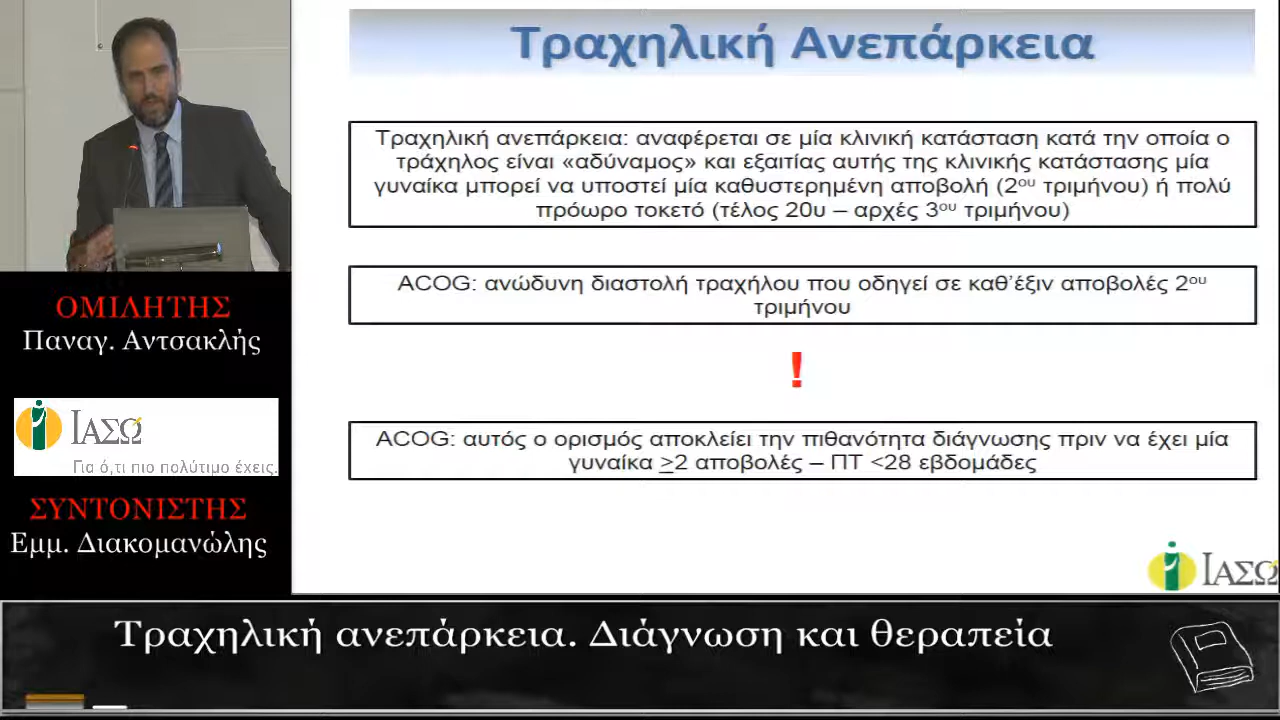 Τραχηλική Ανεπάρκεια
Τραχηλική ανεπάρκεια: αναφέρεται σε μία κλινική κατάσταση κατά την οποία ο
τράχηλος είναι «αδύναμος» και εξαιτίας αυτής της κλινικής κατάστασης μία
γυναίκα μπορεί να υποστεί μία καθυστερημένη αποβολή (2ου τριμήνου) ή πολύ
πρόωρο τοκετό (τέλος 20υ – αρχές 3ου τριμήνου)
ACOG: ανώδυνη διαστολή τραχήλου που οδηγεί σε καθ’έξιν αποβολές 2ου
τριμήνου
!
ACOG: αυτός ο ορισμός αποκλείει την πιθανότητα διάγνωσης πριν να έχει μία
γυναίκα >2 αποβολές – ΠΤ <28 εβδομάδες
ΙΑΣΩ
ΟΜΙΛΗΤΗΣ
Παναγ. Αντσακλής
ΙΑΣΩ
Για ό,τι πιο πολύτιμο έχεις.
ΣΥΝΤΟΝΙΣΤΗΣ
Εμμ. Διακομανώλης
Τραχηλική ανεπάρκεια. Διάγνωση και θεραπεία